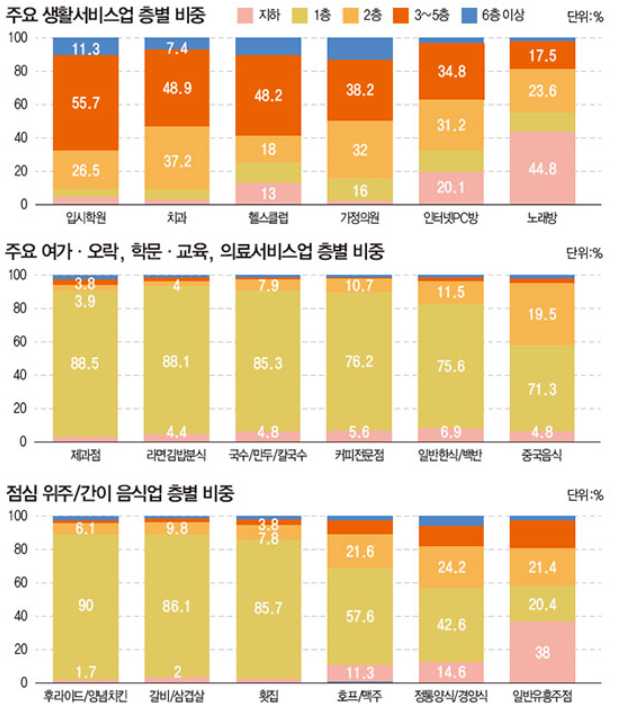 주요 생활서비스업 층별 비중
지하 1층 2층 3~5층 6층 이상 단위:%
100
80
60
40
20
0
11.3 7.4
55.7 48.9 48.2 38.2 34.8 17.5
26.5 37.2 18 32 31.2 23.6
13 16 20.1 44.8
입시학원 치과 헬스클럽 가정의원 인터넷PC방 노래방
주요 여가·오락, 학문·교육, 의료서비스업 층별 비중 단위:%
100
80
60
40
20
0
3.8 4 7.9 10.7 11.5 19.5
3.9
88.5 88.1 85.3 76.2 75.6 71.3
4.4 4.8 5.6 6.9 4.8
제과점 라면김밥분식 국수/만두/칼국수 커피전문점 일반한식/백반 중국음식
점심 위주/간이 음식업 층별 비중 단위:%
100
80
60
40
20
0
3.8
6.1 9.8 7.8 21.6 24.2 21.4
90 86.1 85.7 57.6 42.6 20.4
1.7 2 11.3 14.6 38
후라이드/양념치킨 갈비/삼겹살 횟집 호프/맥주 정통양식/경양식 일반유흥주점